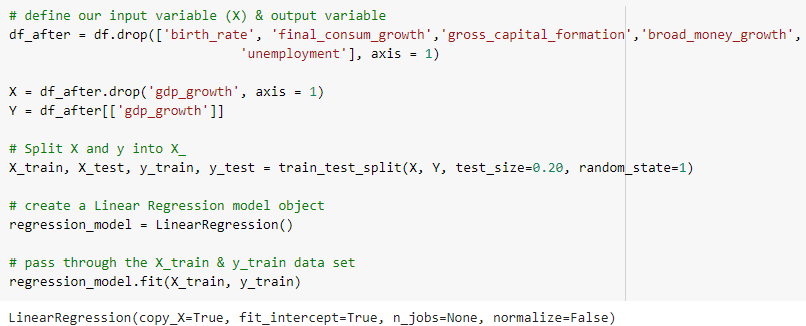 # define our input variable (X) & output variable
df_after = df.drop(['birth_rate', 'final_consum_growth','gross_capital_formation','broad_money_growth',
'unemployment'], axis = 1)
X = df_after.drop('gdp_growth', axis = 1)
Y = df_after[['gdp_growth']]
# Split X and y into X_
X_train, X_test, y_train, y_test = train_test_split(X, Y, test_size=0.20, random_state=1)
# create a Linear Regression model object
regression_model = LinearRegression()
# pass through the X_train & y_train data set
regression_model.fit(X_train, y_train)
LinearRegression(copy_X=True, fit_intercept=True, n_jobs=None, normalize=False)